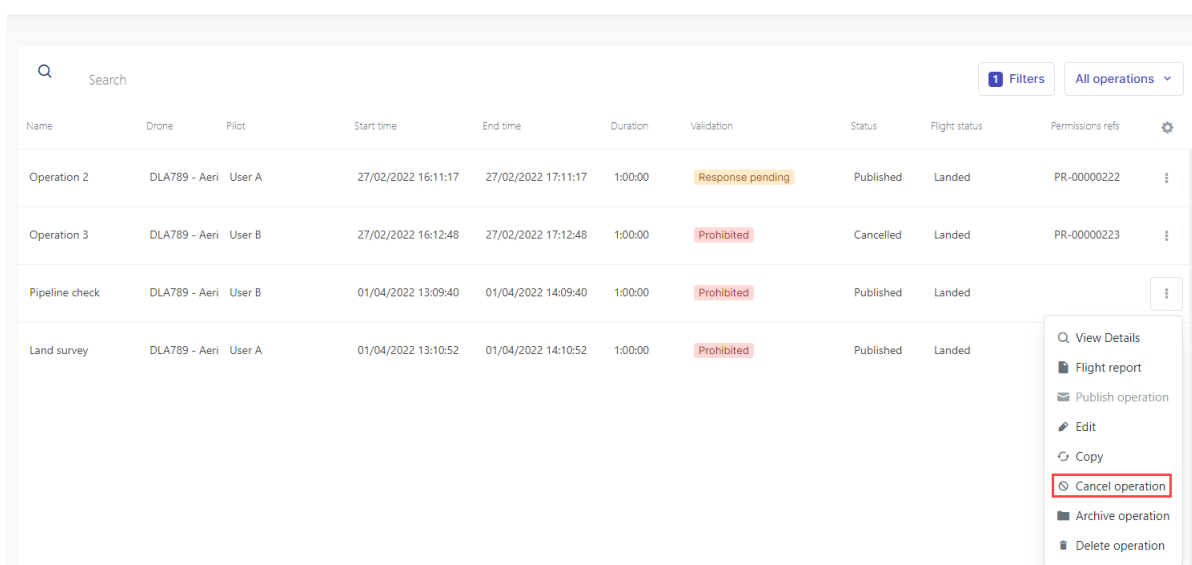 Search
1 Filters All operations
Name Drone Pilot Start time End time Duration Validation Status Flight status Permissions refs
Operation 2 DLA789 - Aeri User A 27/02/2022 16:11:17 27/02/2022 17:11:17 1:00:00 Response pending Published Landed PR-00000222
Operation 3 DLA789 - Aeri User B 27/02/2022 16:12:48 27/02/2022 17:12:48 1:00:00 Prohibited Cancelled Landed PR-00000223
Pipeline check DLA789 - Aeri User B 01/04/2022 13:09:40 01/04/2022 14:09:40 1:00:00 Prohibited Published Landed
Land survey DLA789 - Aeri User A 01/04/2022 13:10:52 01/04/2022 14:10:52 1:00:00 Prohibited Published Landed
View Details
Flight report
Publish operation
Edit
Copy
Cancel operation
Archive operation
Delete operation